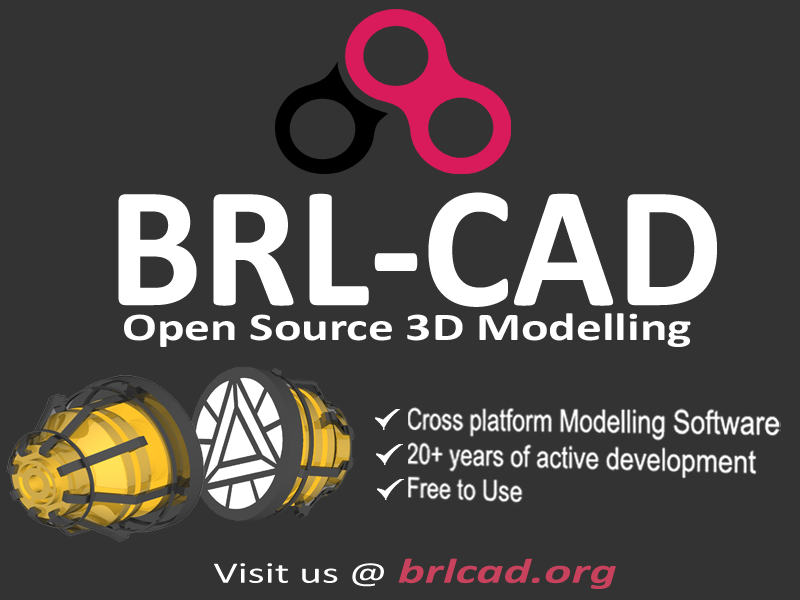 BRL-CAD
Open Source 3D Modelling
Cross platform Modelling Software
20+ years of active development
Free to Use
Visit us @ brlcad.org